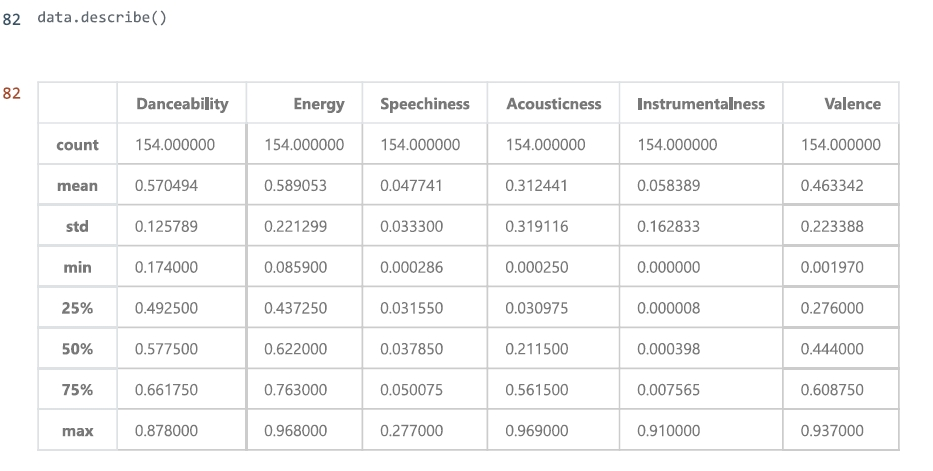 82 data.describe()
82 Danceability Energy Speechiness Acousticness Instrumentalness Valence
count 154.000000 154.000000 154.000000 154.000000 154.000000 154.000000
mean 0.570494 0.589053 0.047741 0.312441 0.058389 0.463342
std 0.125789 0.221299 0.033300 0.319116 0.162833 0.223388
min 0.174000 0.085900 0.000286 0.000250 0.000000 0.001970
25% 0.492500 0.437250 0.031550 0.030975 0.000008 0.276000
50% 0.577500 0.622000 0.037850 0.211500 0.000398 0.444000
75% 0.661750 0.763000 0.050075 0.561500 0.007565 0.608750
max 0.878000 0.968000 0.277000 0.969000 0.910000 0.937000